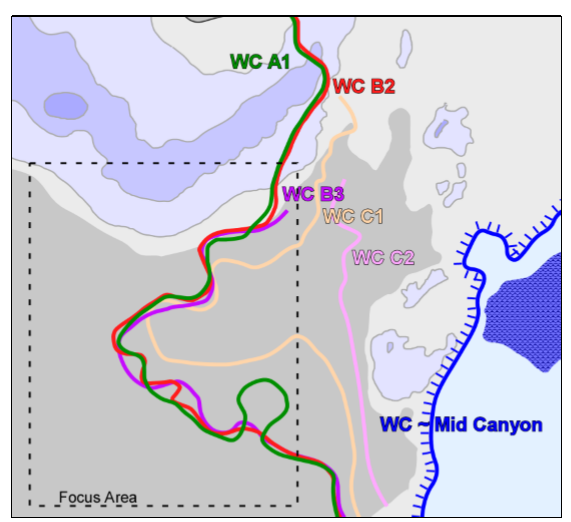 WC A1
WC B2
WC B3
WC C1
WC C2
WC ~ Mid Canyon
Focus Area